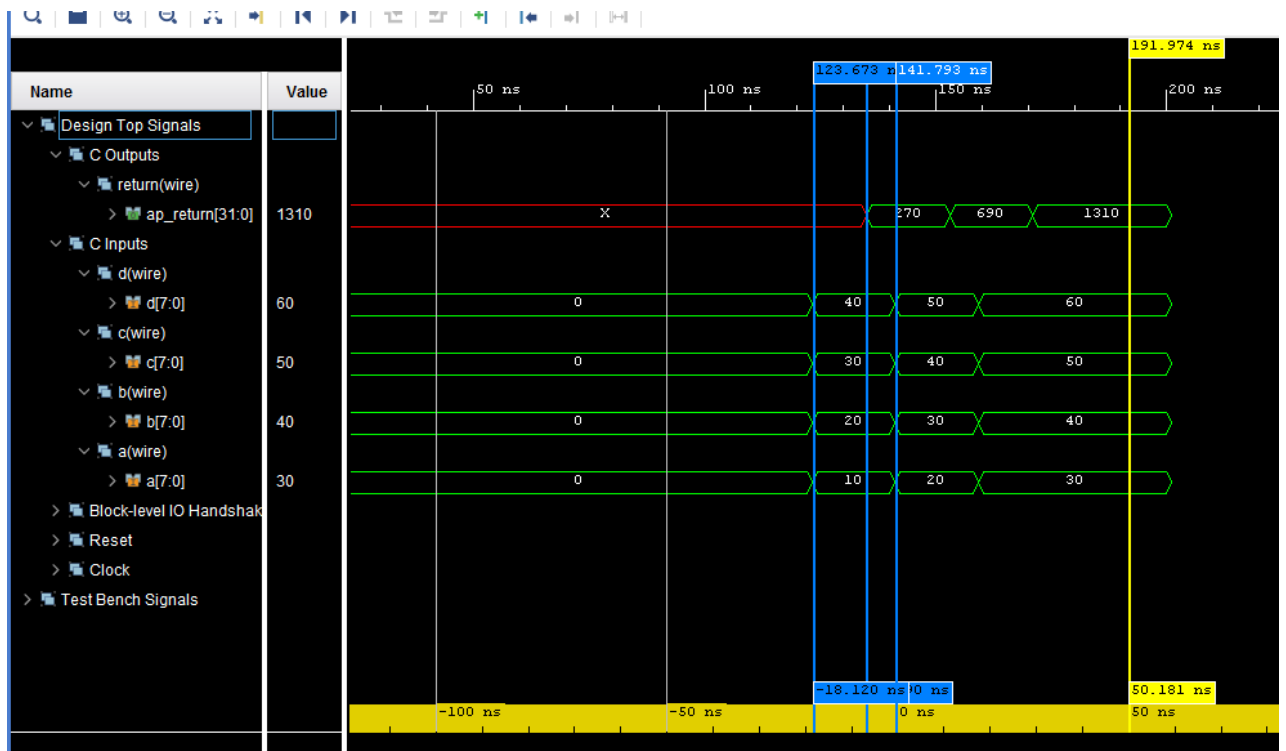 191.974 ns
141.793 ns
Name Value
50 ns 100 ns 150 ns 200 ns
Design Top Signals
C Outputs
return(wire)
ap_return[31:0] 1310 X 270 690 1310
C Inputs
d(wire)
d[7:0] 60 0 40 50 60
c(wire)
c[7:0] 50 0 30 40 50
b(wire)
b[7:0] 40 0 20 30 40
a(wire)
a[7:0] 30 0 10 20 30
Block-level IO Handshak
Reset
Clock
Test Bench Signals
-18.120 ns 50.181 ns
-100 ns -50 ns 0 ns 50 ns